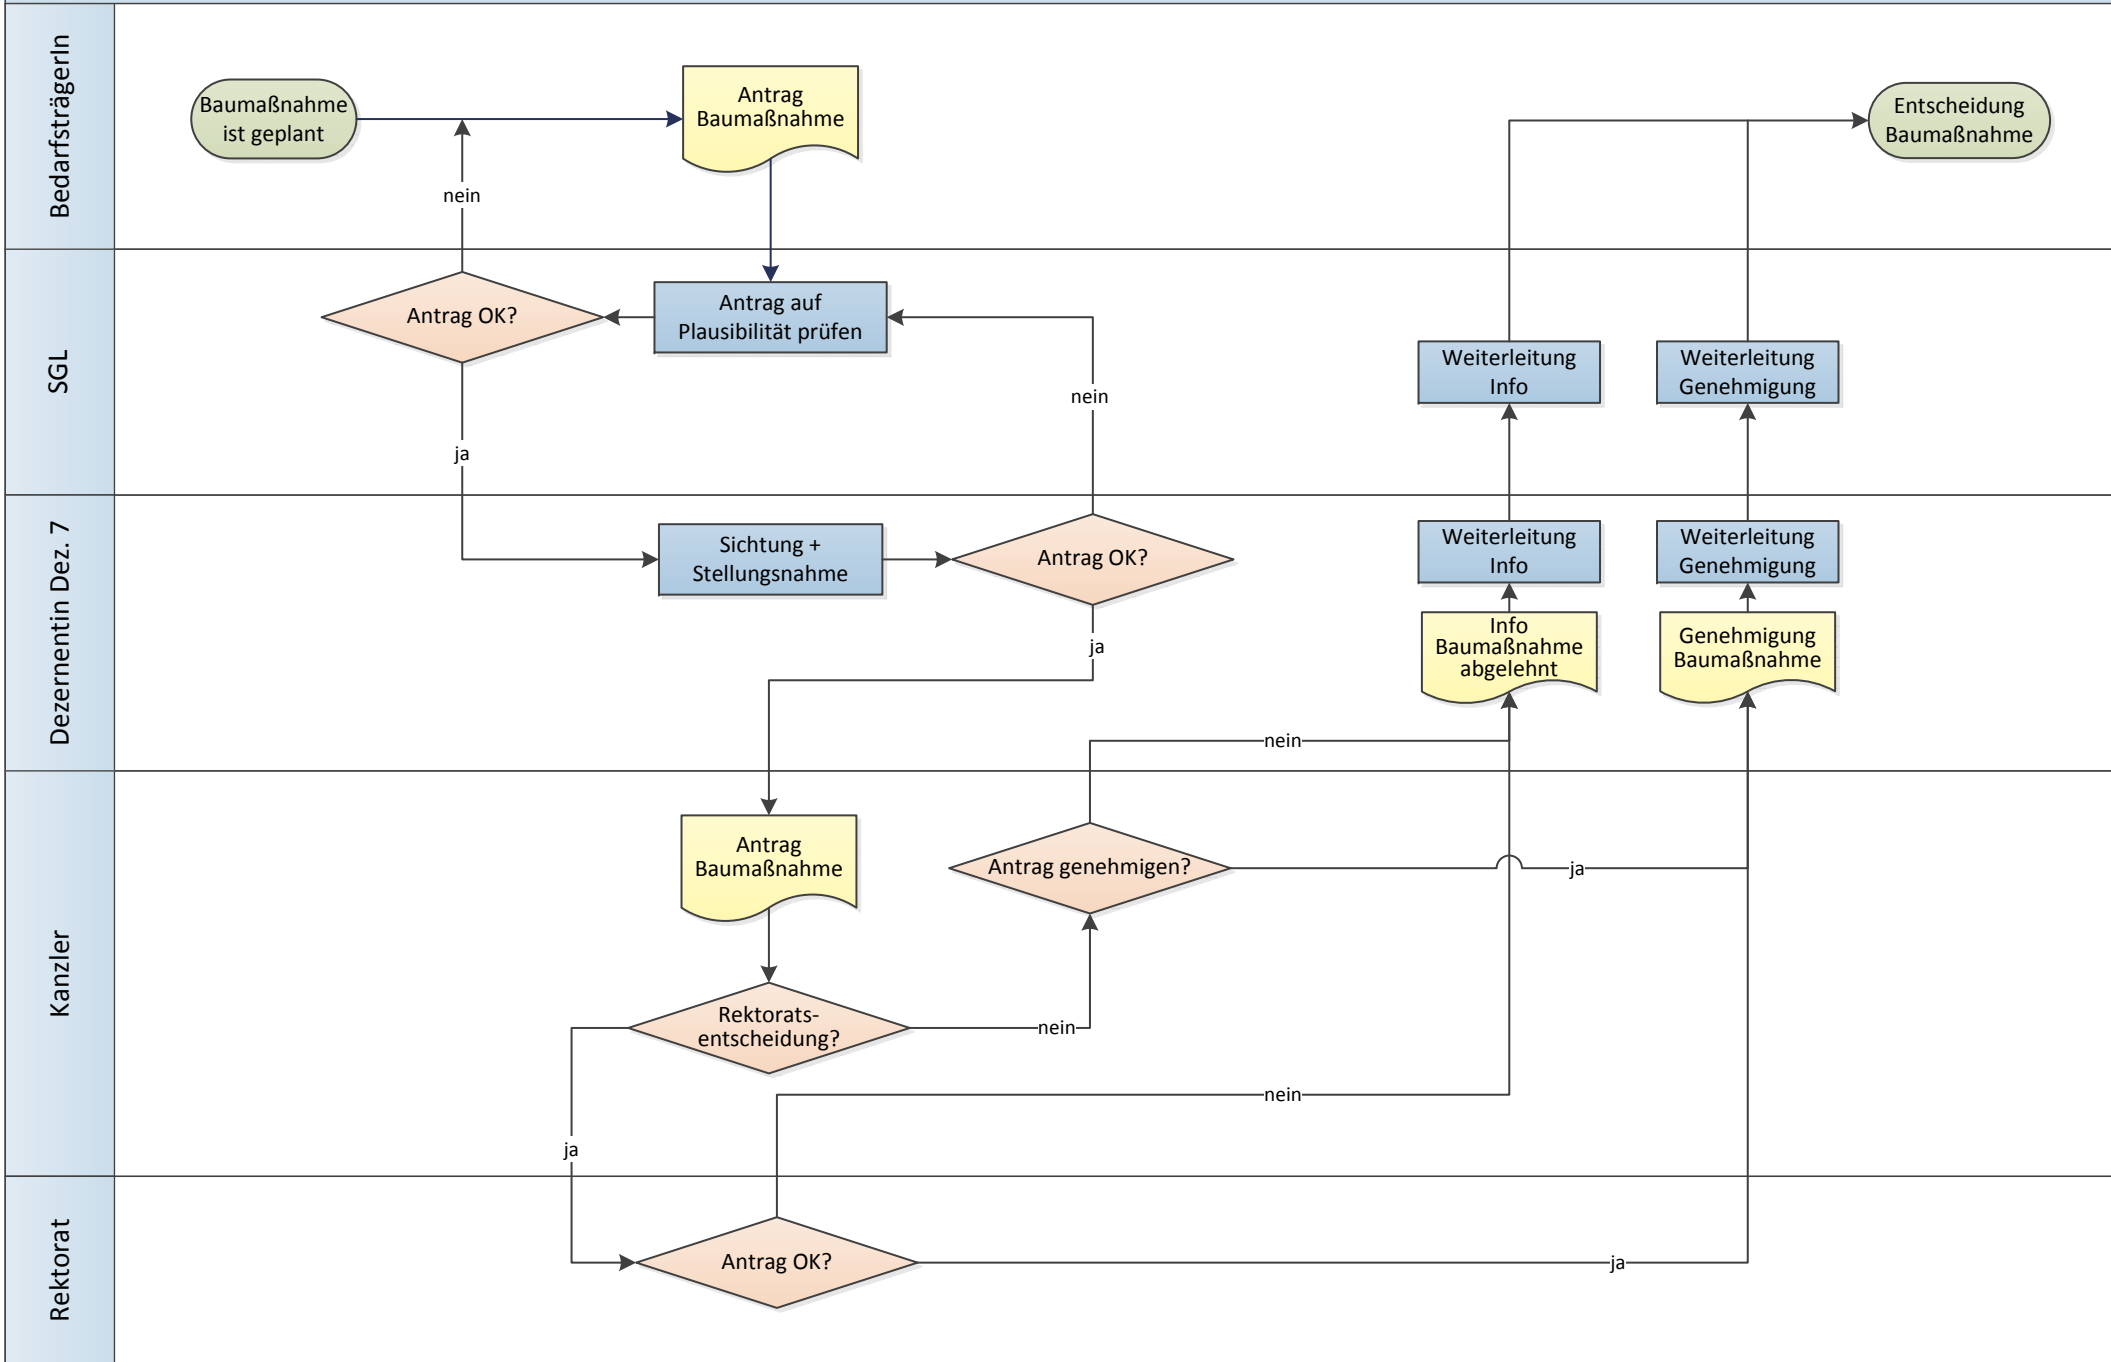 BedarfsträgerIn
Baumaßnahme
ist geplant
Antrag
Baumaßnahme
Entscheidung
Baumaßnahme
nein
SGL
Antrag OK?
Antrag auf
Plausibilität prüfen
nein
ja
Weiterleitung
Info
Weiterleitung
Genehmigung
Dezernentin Dez. 7
Sichtung +
Stellungsnahme
Antrag OK?
ja
Weiterleitung
Info
Weiterleitung
Genehmigung
Info
Baumaßnahme
abgelehnt
Genehmigung
Baumaßnahme
nein
Kanzler
Antrag
Baumaßnahme
Antrag genehmigen?
ja
Rektorats-
entscheidung?
nein
nein
ja
Rektorat
Antrag OK?
ja